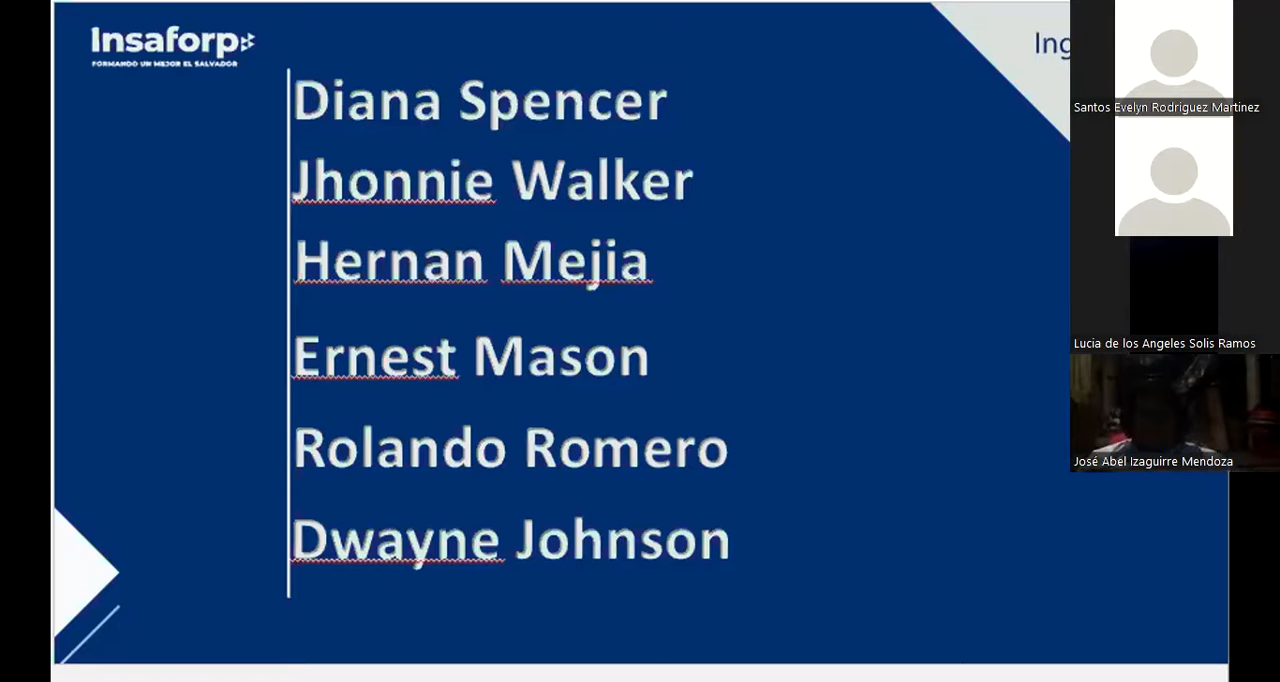 Insaforp
FORMANDO UN MEJOR EL SALVADOR
Ing
Diana Spencer
Jhonnie Walker
Hernan Mejia
Ernest Mason
Rolando Romero
Dwayne Johnson
Santos Evelyn Rodriguez Martinez
Lucia de los Angeles Solis Ramos
José Abel Izaguirre Mendoza